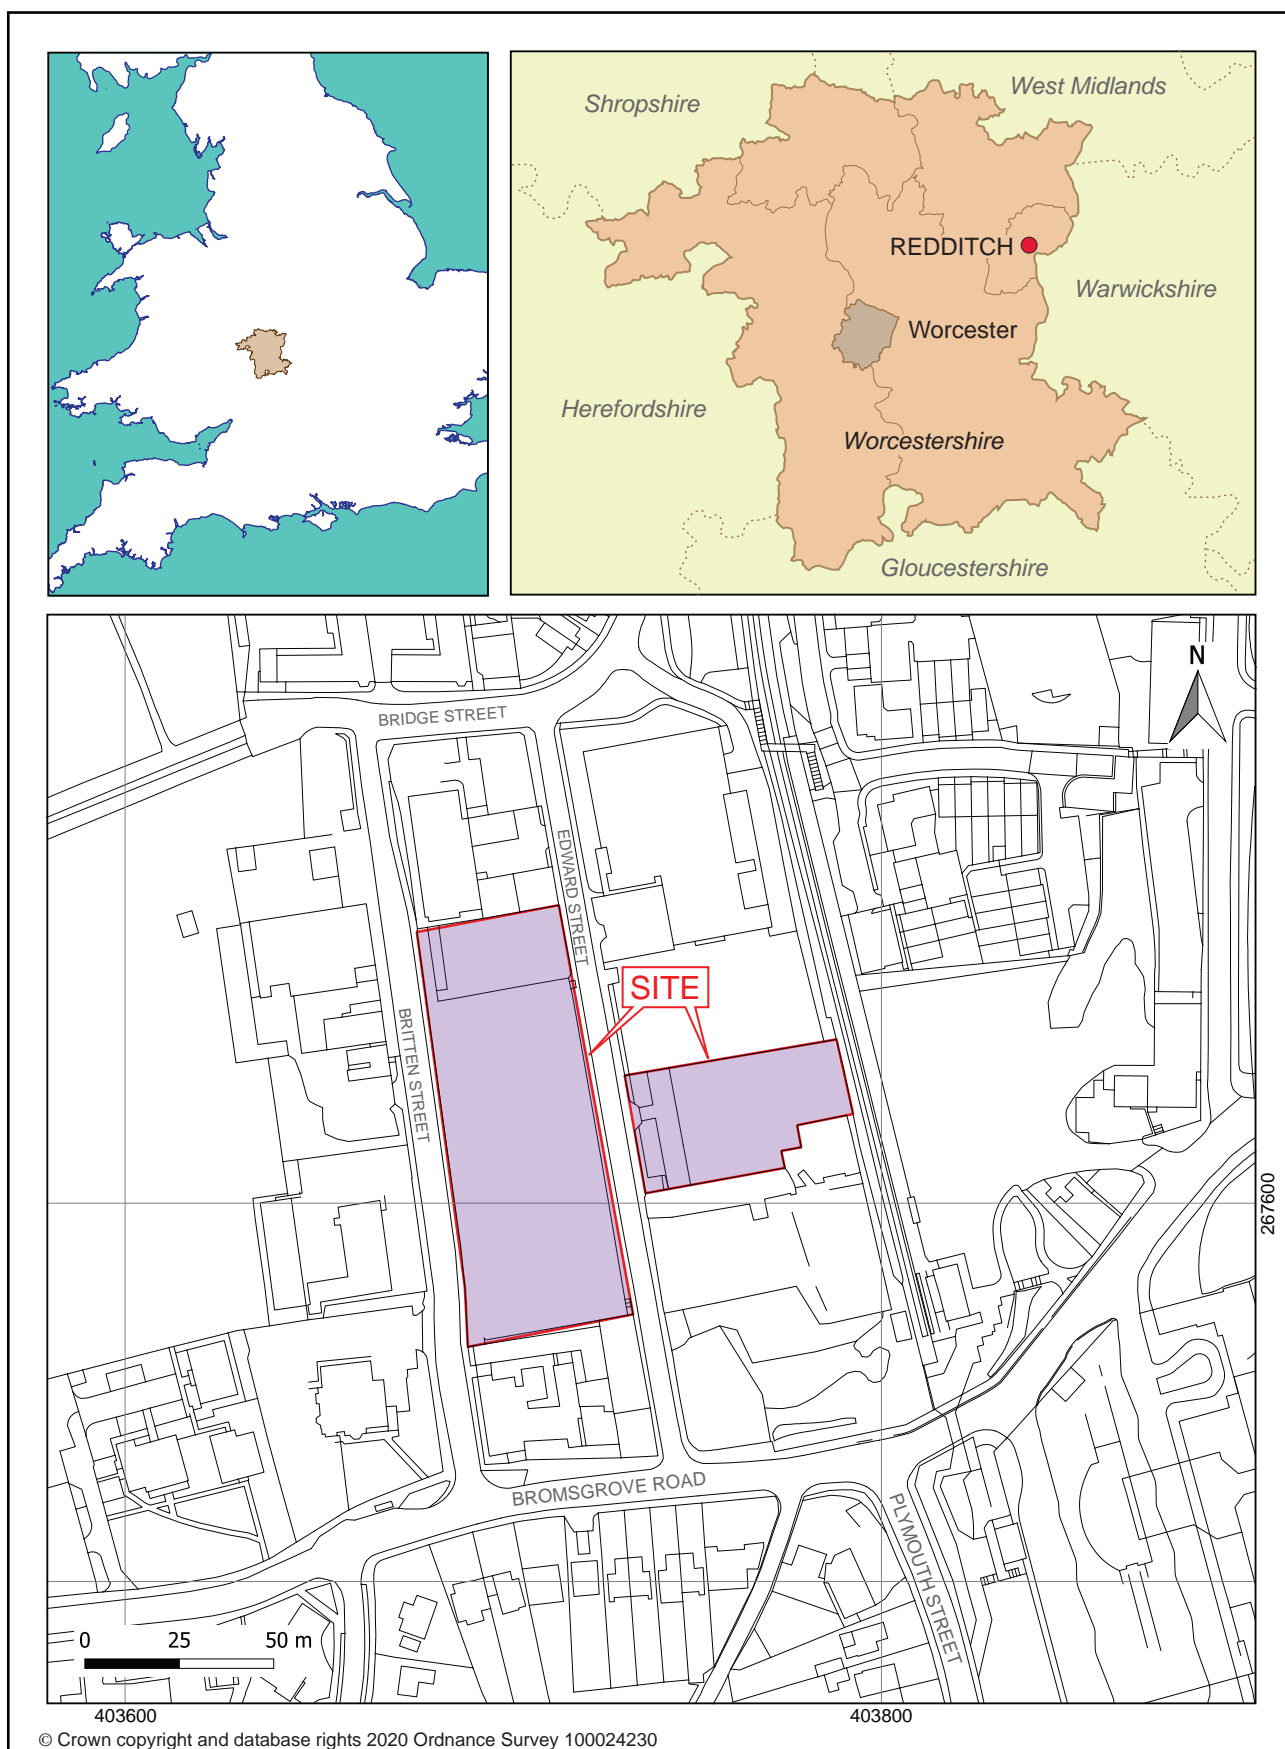 Shropshire
West Midlands
REDDITCH
Warwickshire
Worcester
Herefordshire
Worcestershire
Gloucestershire
N
BRIDGE STREET
EDWARD STREET
SITE
BRITTEN STREET
267600
BROMSGROVE ROAD
PLYMOUTH STREET
0 25 50 m
403600 403800
© Crown copyright and database rights 2020 Ordnance Survey 100024230